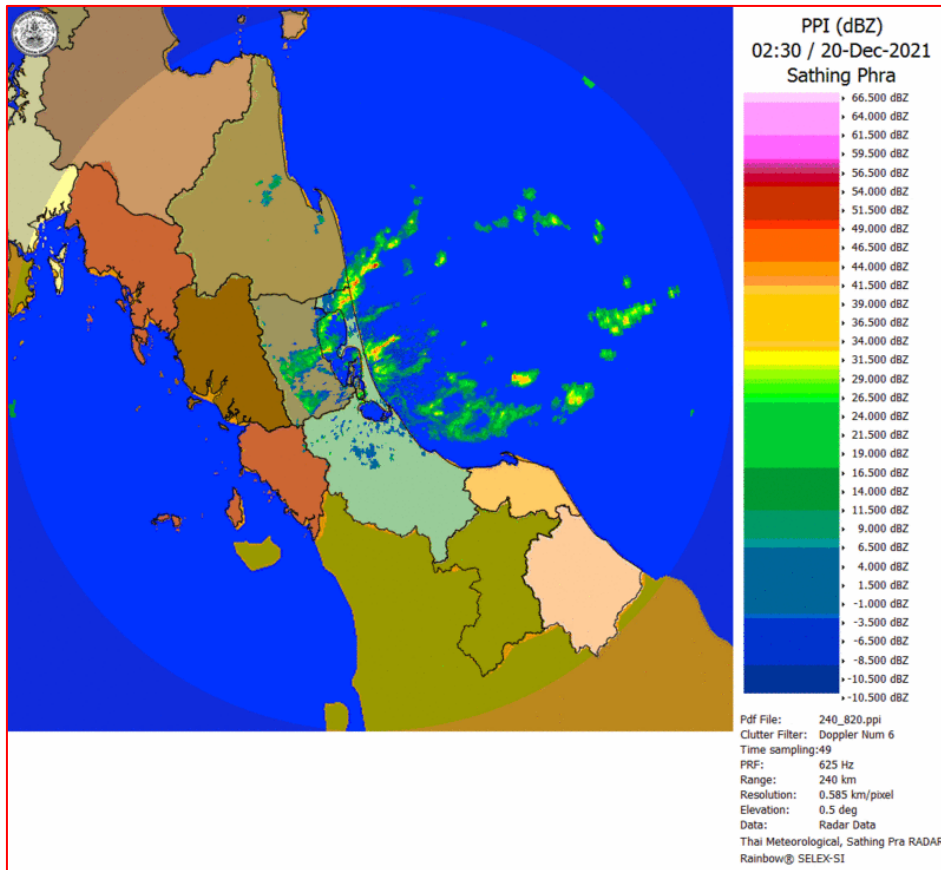 PPI (dBZ)
02:30 / 20-Dec-2021
Sathing Phra
66.500 dBZ
64.000 dBZ
61.500 dBZ
59.500 dBZ
56.500 dBZ
54.000 dBZ
51.500 dBZ
49.000 dBZ
46.500 dBZ
44.000 dBZ
41.500 dBZ
39.000 dBZ
36.500 dBZ
34.000 dBZ
31.500 dBZ
29.000 dBZ
26.500 dBZ
24.000 dBZ
21.500 dBZ
19.000 dBZ
16.500 dBZ
14.000 dBZ
11.500 dBZ
9.000 dBZ
6.500 dBZ
4.000 dBZ
1.500 dBZ
-1.000 dBZ
-3.500 dBZ
-6.500 dBZ
-8.500 dBZ
-10.500 dBZ
-10.500 dBZ
Pdf File: 240_820.ppi
Clutter Filter: Doppler Num 6
Time sampling:49
PRF: 625 Hz
Range: 240 km
Resolution: 0.585 km/pixel
Elevation: 0.5 deg
Data: Radar Data
Thai Meteorological, Sathing Pra RADAR
Rainbow® SELEX-SI